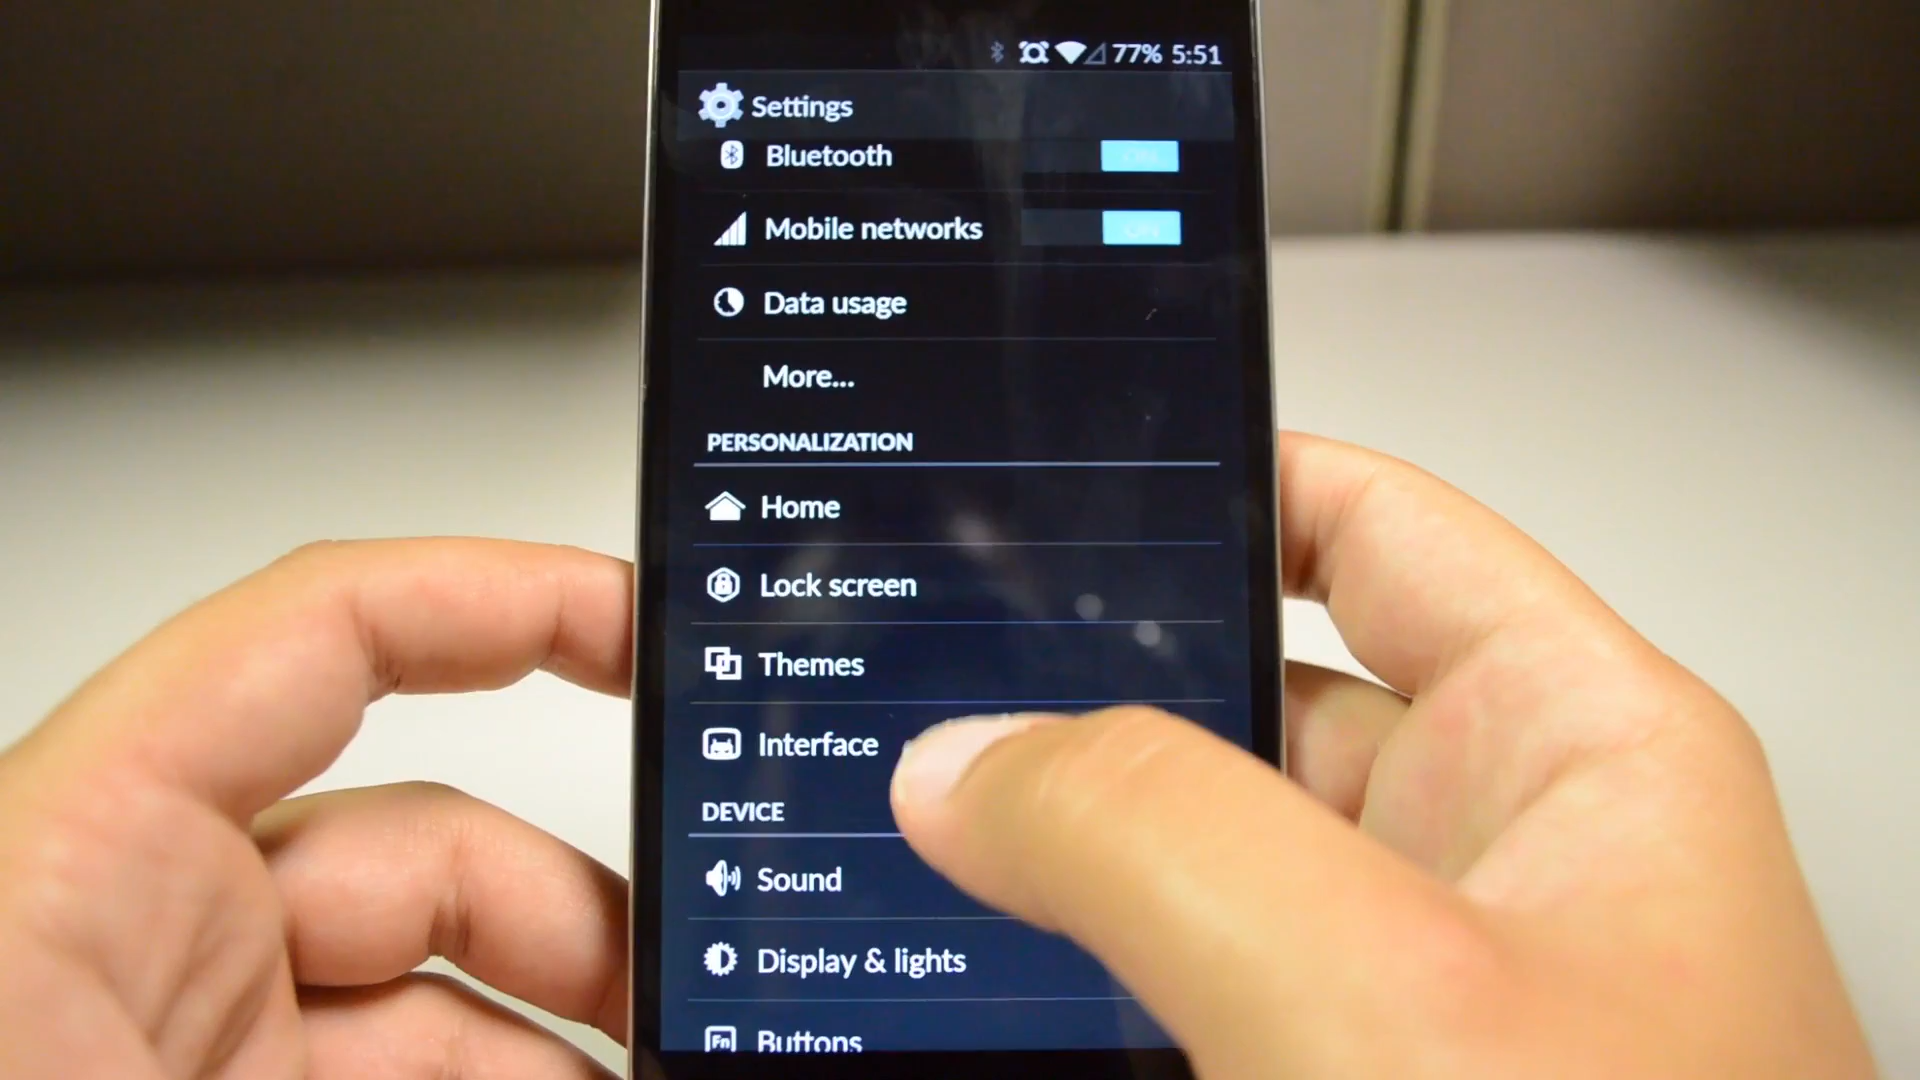 77% 5:51
Settings
Bluetooth
Mobile networks ON
Data usage
More...
PERSONALIZATION
Home
Lock screen
Themes
Interface
DEVICE
Sound
Display & lights
Fn Buttons